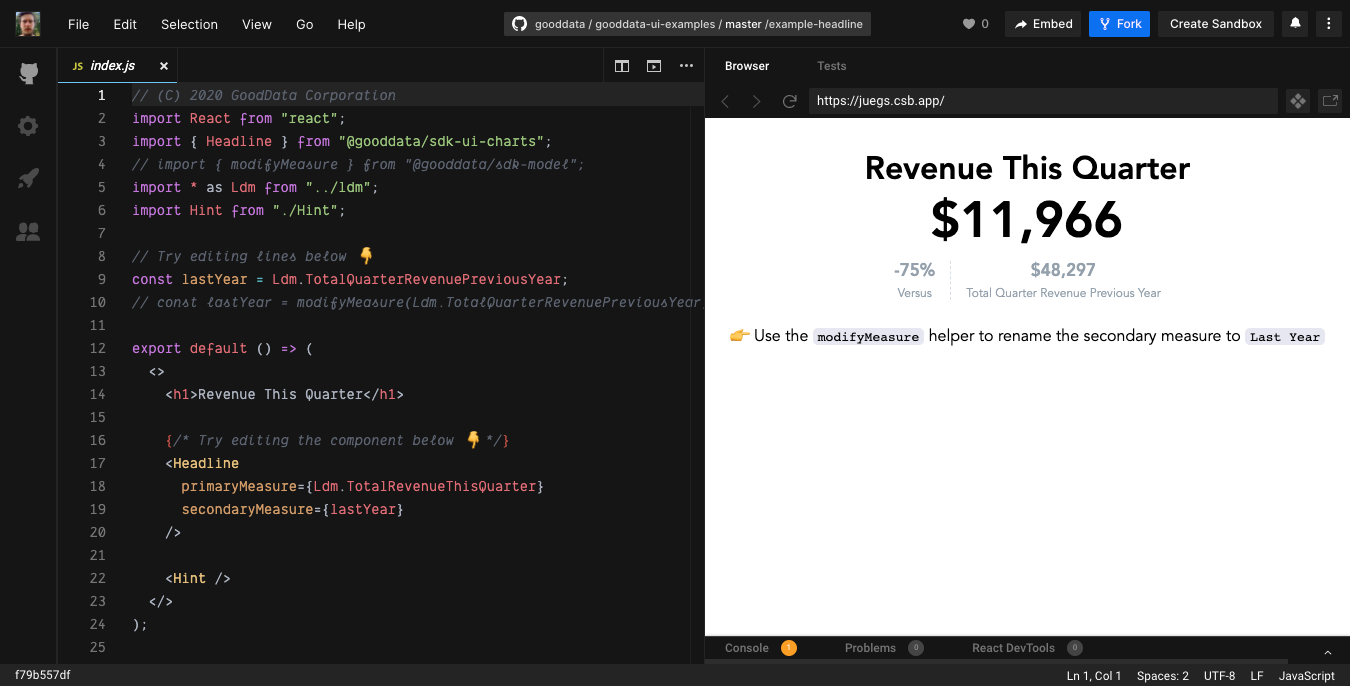 File Edit Selection View Go Help
gooddata / gooddata-ui-examples / master /example-headline
0 Embed Fork Create Sandbox
JS index.js
Browser Tests
https://juegs.csb.app/
1 // (C) 2020 GoodData Corporation
2 import React from "react";
3 import { Headline } from "@gooddata/sdk-ui-charts";
4 // import { modifyMeasure } from "@gooddata/sdk-model";
5 import * as Ldm from "../ldm";
6 import Hint from "./Hint";
7
8 // Try editing lines below 👇
9 const lastYear = Ldm.TotalQuarterRevenuePreviousYear;
10 // const lastYear = modifyMeasure(Ldm.TotalQuarterRevenuePreviousYear,
11
12 export default () => (
13 <>
14 <h1>Revenue This Quarter</h1>
15
16 {/* Try editing the component below 👇 */}
17 <Headline
18 primaryMeasure={Ldm.TotalRevenueThisQuarter}
19 secondaryMeasure={lastYear}
20 />
21
22 <Hint />
23 </>
24 );
25
Revenue This Quarter
$11,966
-75% $48,297
Versus Total Quarter Revenue Previous Year
👉 Use the modifyMeasure helper to rename the secondary measure to Last Year
Console 1 Problems 0 React DevTools 0
f79b557df
Ln 1, Col 1 Spaces: 2 UTF-8 LF JavaScript